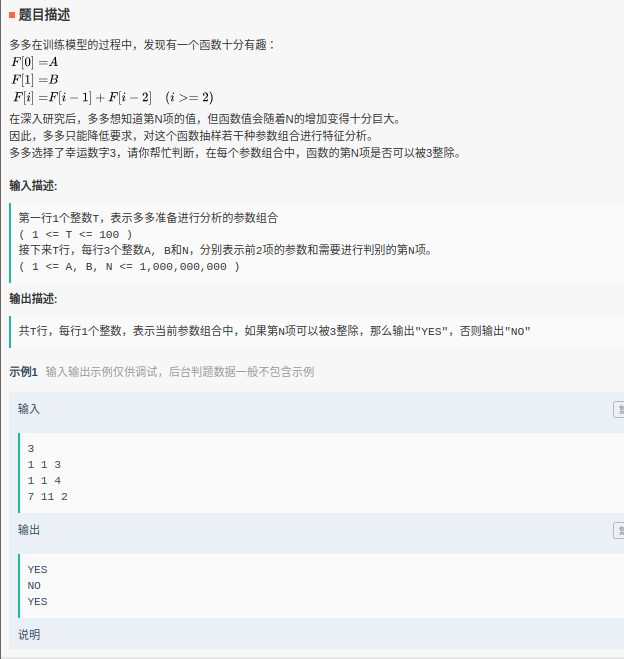 题目描述
多多在训练模型的过程中，发现有一个函数十分有趣：
F[0] =A
F[1] =B
F[i] =F[i − 1] + F[i − 2] (i >= 2)
在深入研究后，多多想知道第N项的值，但函数值会随着N的增加变得十分巨大。
因此，多多只能降低要求，对这个函数抽样若干种参数组合进行特征分析。
多多选择了幸运数字3，请你帮忙判断，在每个参数组合中，函数的第N项是否可以被3整除。
输入描述:
第一行1个整数T，表示多多准备进行分析的参数组合
( 1 <= T <= 100 )
接下来T行，每行3个整数A, B和N，分别表示前2项的参数和需要进行判别的第N项。
( 1 <= A, B, N <= 1,000,000,000 )
输出描述:
共T行，每行1个整数，表示当前参数组合中，如果第N项可以被3整除，那么输出"YES"，否则输出"NO"
示例1 输入输出示例仅供调试，后台判题数据一般不包含示例
输入
3
1 1 3
1 1 4
7 11 2
输出
YES
NO
YES
说明